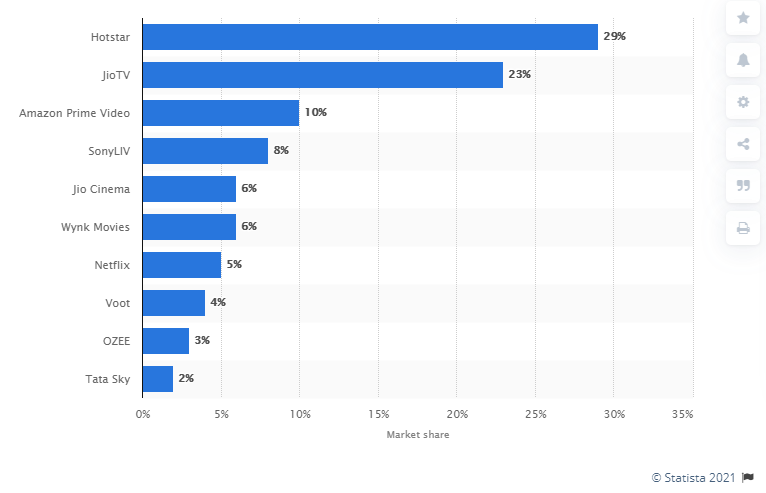 Hotstar 29%
JioTV 23%
Amazon Prime Video 10%
SonyLIV 8%
Jio Cinema 6%
Wynk Movies 6%
Netflix 5%
Voot 4%
OZEE 3%
Tata Sky 2%
0% 5% 10% 15% 20% 25% 30% 35%
Market share
© Statista 2021